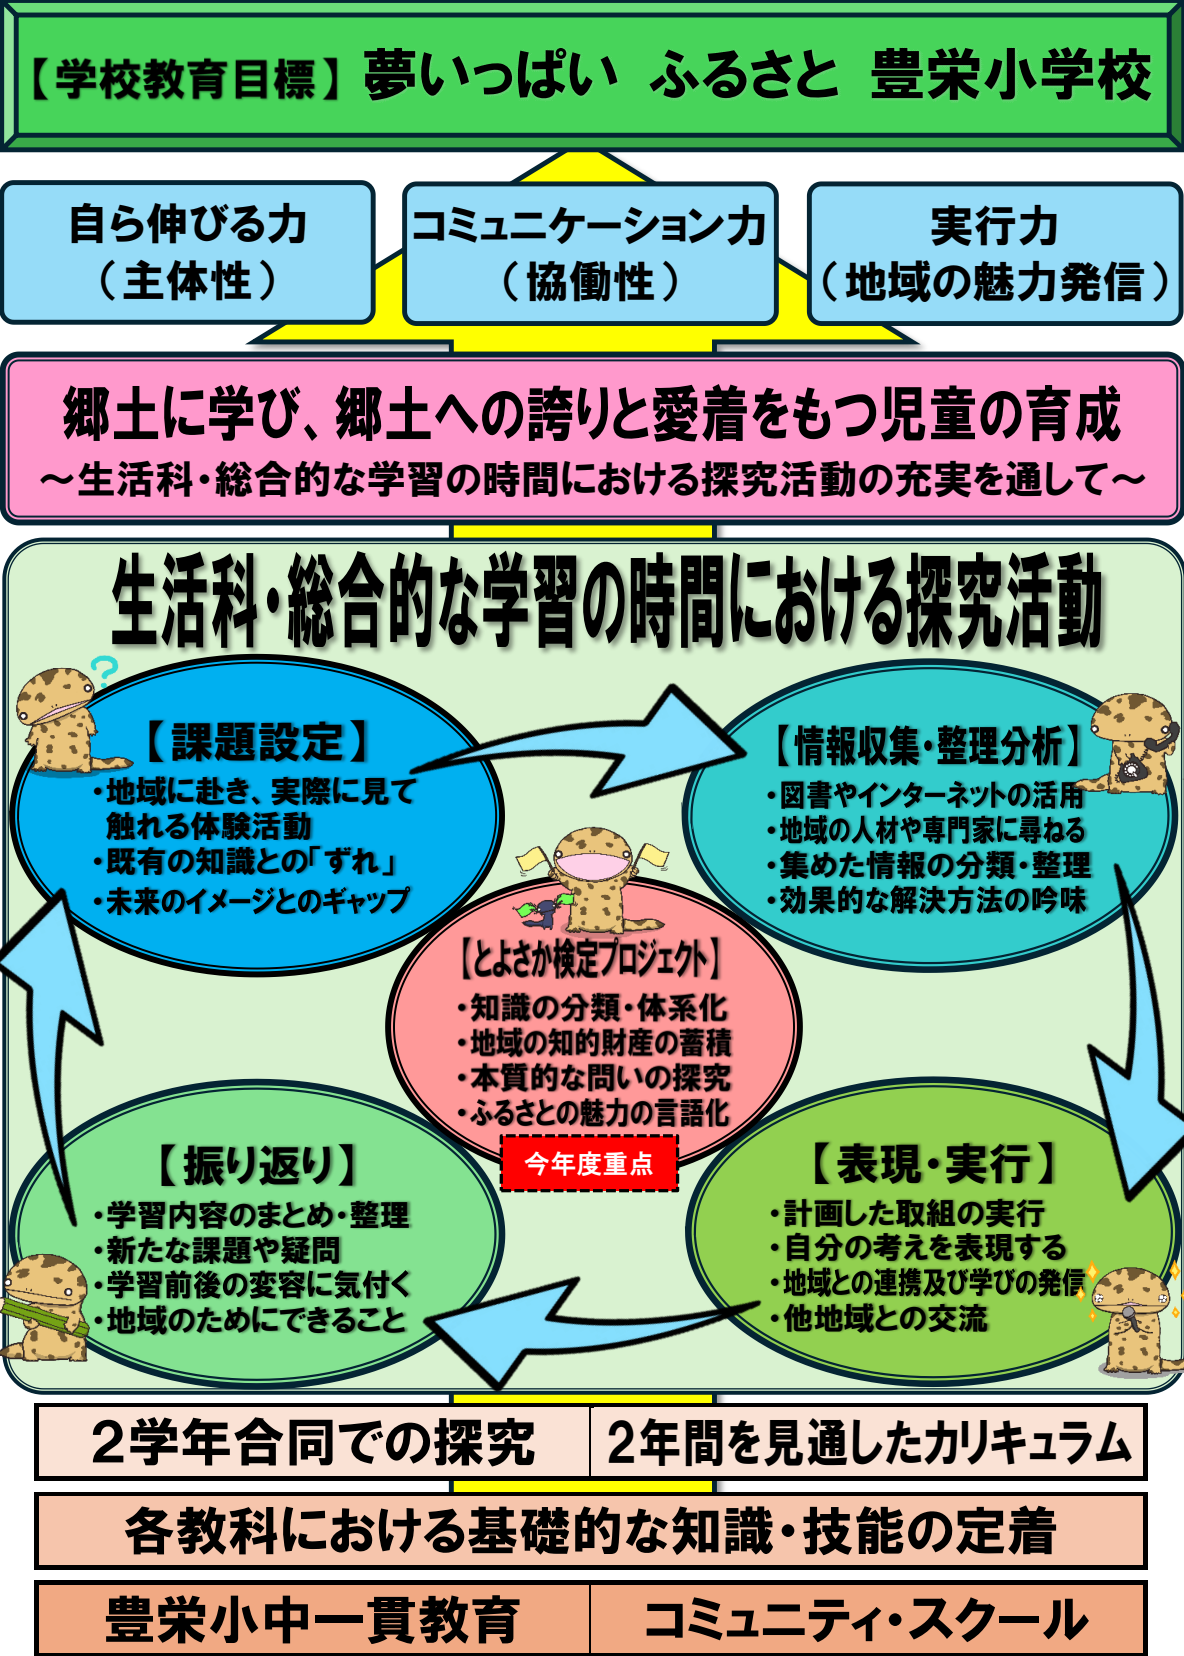 【学校教育目標】夢いっぱい ふるさと 豊栄小学校
自ら伸びる力
（主体性）
コミュニケーション力
（協働性）
実行力
（地域の魅力発信）
郷土に学び、郷土への誇りと愛着をもつ児童の育成
～生活科・総合的な学習の時間における探究活動の充実を通して～
生活科・総合的な学習の時間における探究活動
?
【課題設定】
・地域に赴き、実際に見て
触れる体験活動
・既有の知識との「ずれ」
・未来のイメージとのギャップ
【情報収集・整理分析】
・図書やインターネットの活用
・地域の人材や専門家に尋ねる
・集めた情報の分類・整理
・効果的な解決方法の吟味
【とよさか検定プロジェクト】
・知識の分類・体系化
・地域の知的財産の蓄積
・本質的な問いの探究
・ふるさとの魅力の言語化
今年度重点
【振り返り】
・学習内容のまとめ・整理
・新たな課題や疑問
・学習前後の変容に気付く
・地域のためにできること
【表現・実行】
・計画した取組の実行
・自分の考えを表現する
・地域との連携及び学びの発信
・他地域との交流
２学年合同での探究
２年間を見通したカリキュラム
各教科における基礎的な知識・技能の定着
豊栄小中一貫教育
コミュニティ・スクール